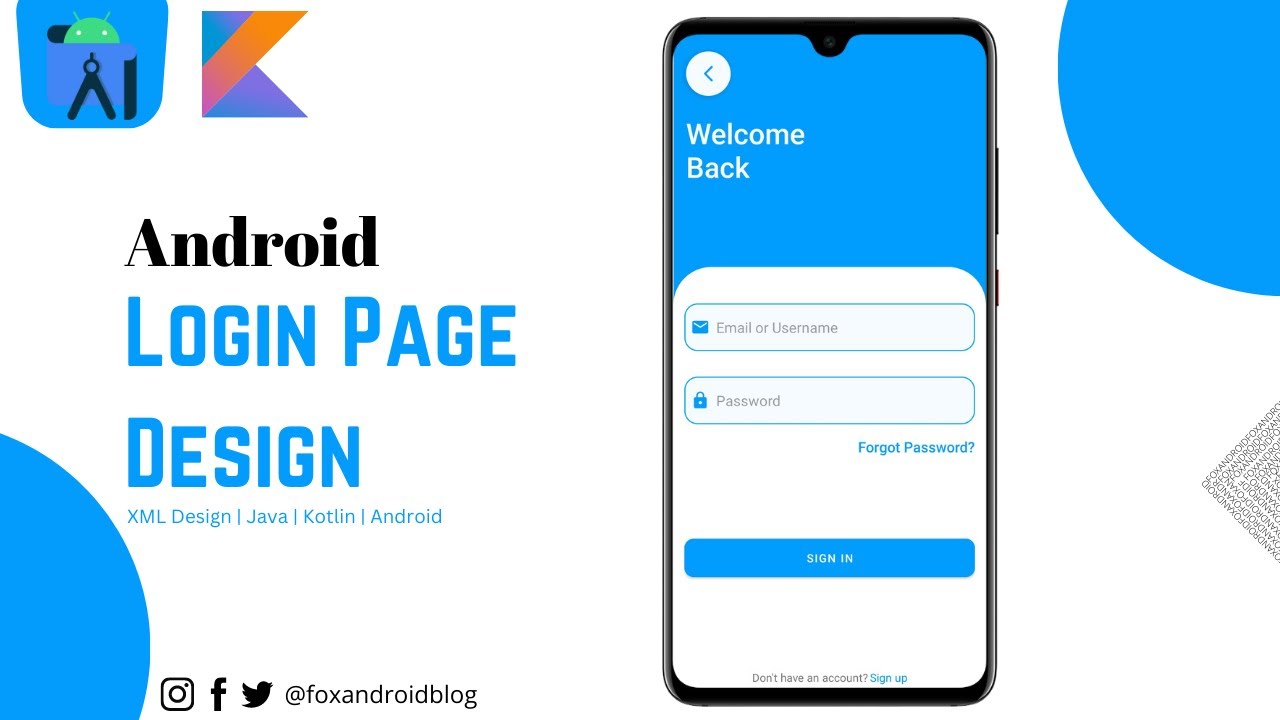 Android
Login Page
Design
XML Design | Java | Kotlin | Android
@foxandroidblog
Welcome
Back
Email or Username
Password
Forgot Password?
SIGN IN
Don't have an account? Sign up